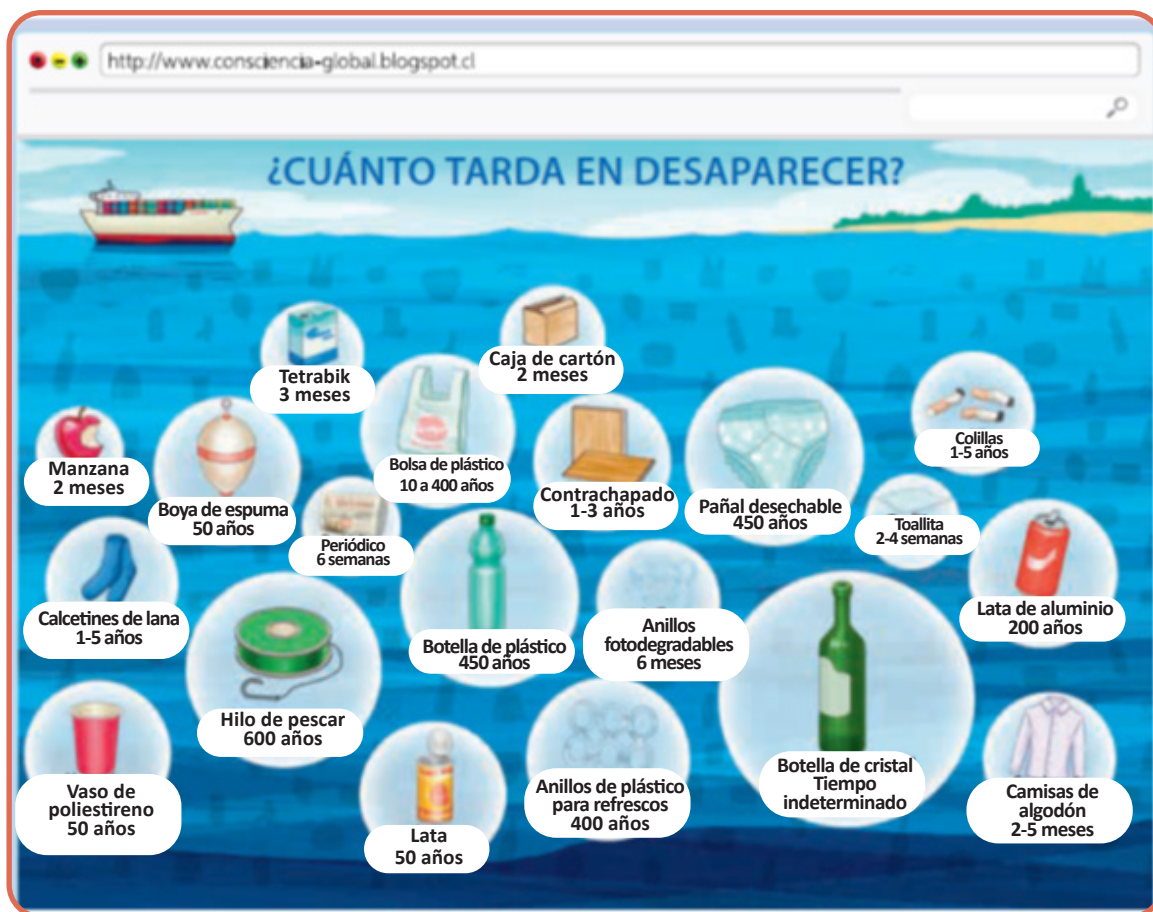 http://www.consciencia-global.blogspot.cl
¿CUÁNTO TARDA EN DESAPARECER?
Tetrabik
3 meses
Caja de cartón
2 meses
Manzana
2 meses
Boya de espuma
50 años
Bolsa de plástico
10 a 400 años
Contrachapado
1-3 años
Pañal desechable
450 años
Colillas
1-5 años
Periódico
6 semanas
Toallita
2-4 semanas
Calcetines de lana
1-5 años
Hilo de pescar
600 años
Botella de plástico
450 años
Anillos
fotodegradables
6 meses
Lata de aluminio
200 años
Vaso de
poliestireno
50 años
Lata
50 años
Anillos de plástico
para refrescos
400 años
Botella de cristal
Tiempo
indeterminado
Camisas de
algodón
2-5 meses